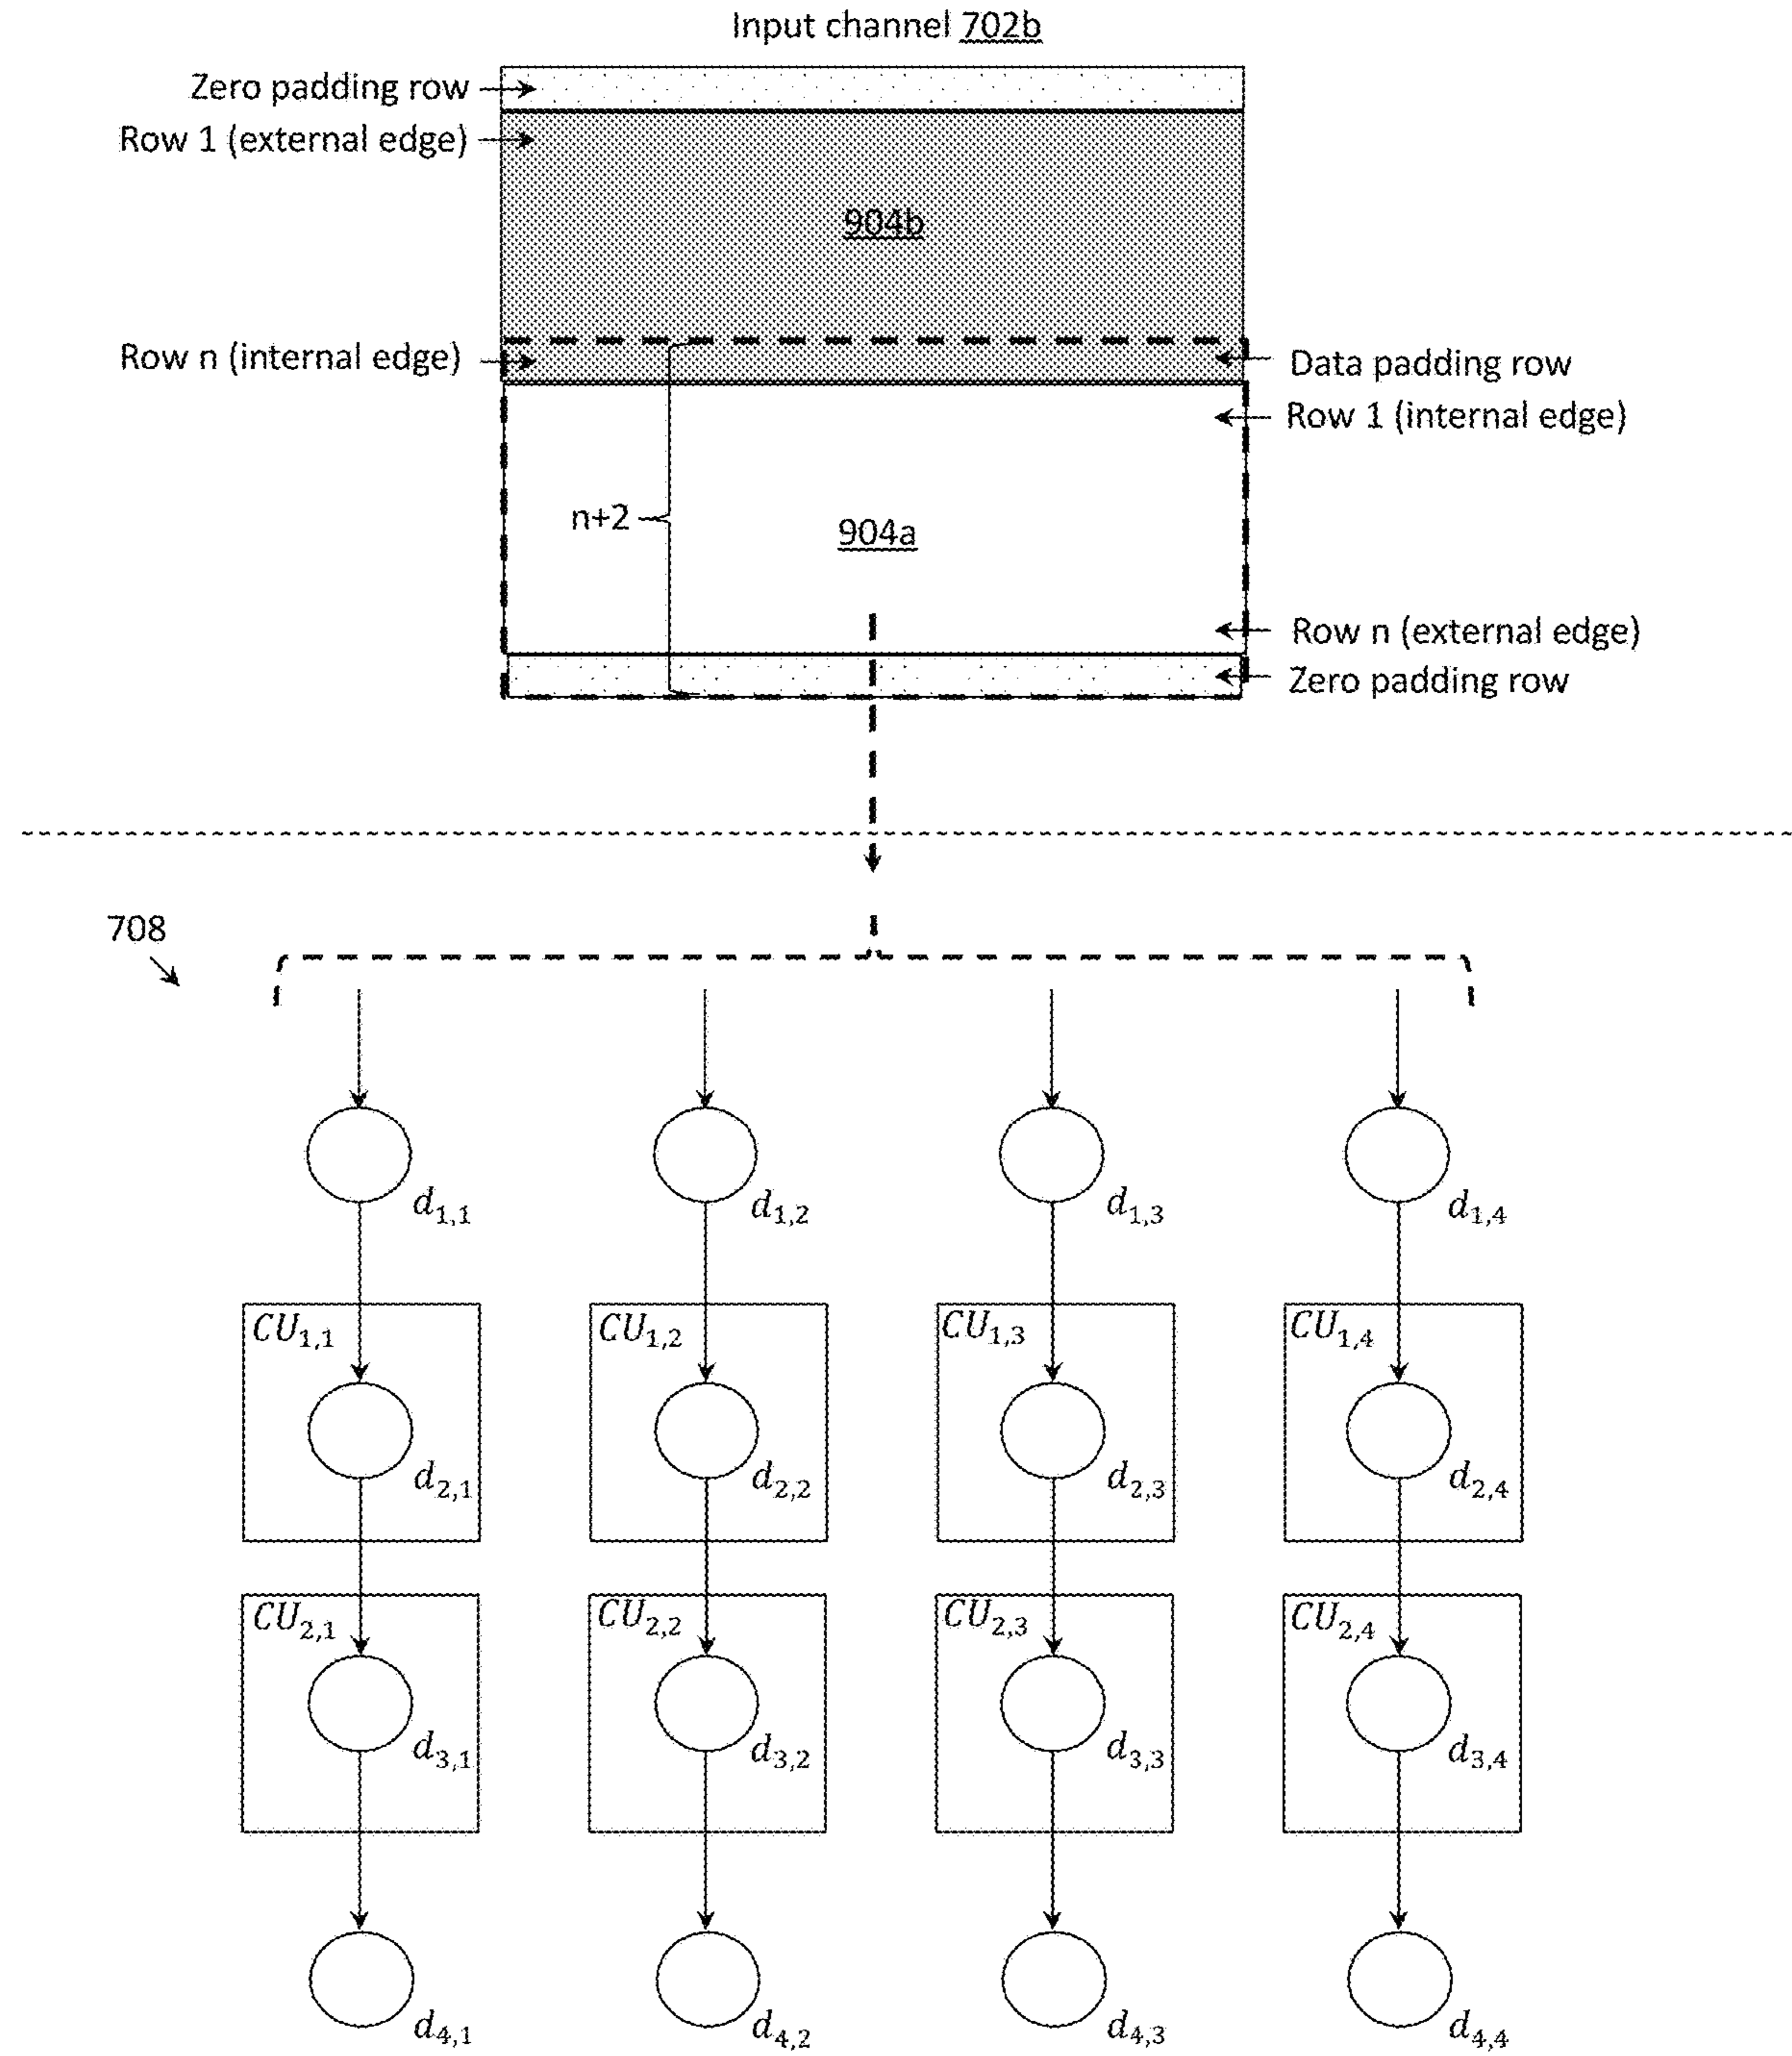 Input channel 702b
Zero padding row
Row 1 (external edge)
904b
Row n (internal edge)
Data padding row
Row 1 (internal edge)
n+2
904a
Row n (external edge)
Zero padding row
708
d1,1 d1,2 d1,3 d1,4
CU1,1 CU1,2 CU1,3 CU1,4
d2,1 d2,2 d2,3 d2,4
CU2,1 CU2,2 CU2,3 CU2,4
d3,1 d3,2 d3,3 d3,4
d4,1 d4,2 d4,3 d4,4